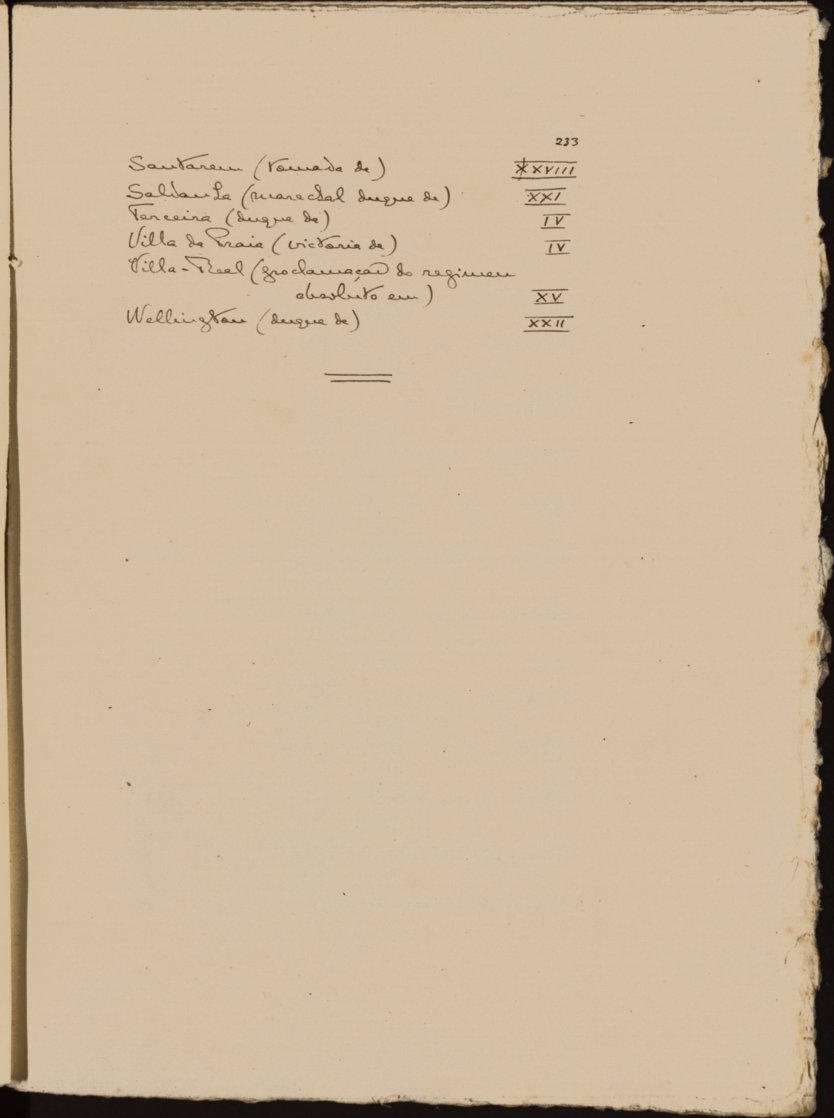 233
Santarem (tomada de) XXVIII
Saldanha (marechal duque de) XXI
Terceira (duque da) IV
Villa da Praia (victoria da) IV
Villa-Real (proclamação do regimen
absoluto em) XV
Wellington (duque de) XXII